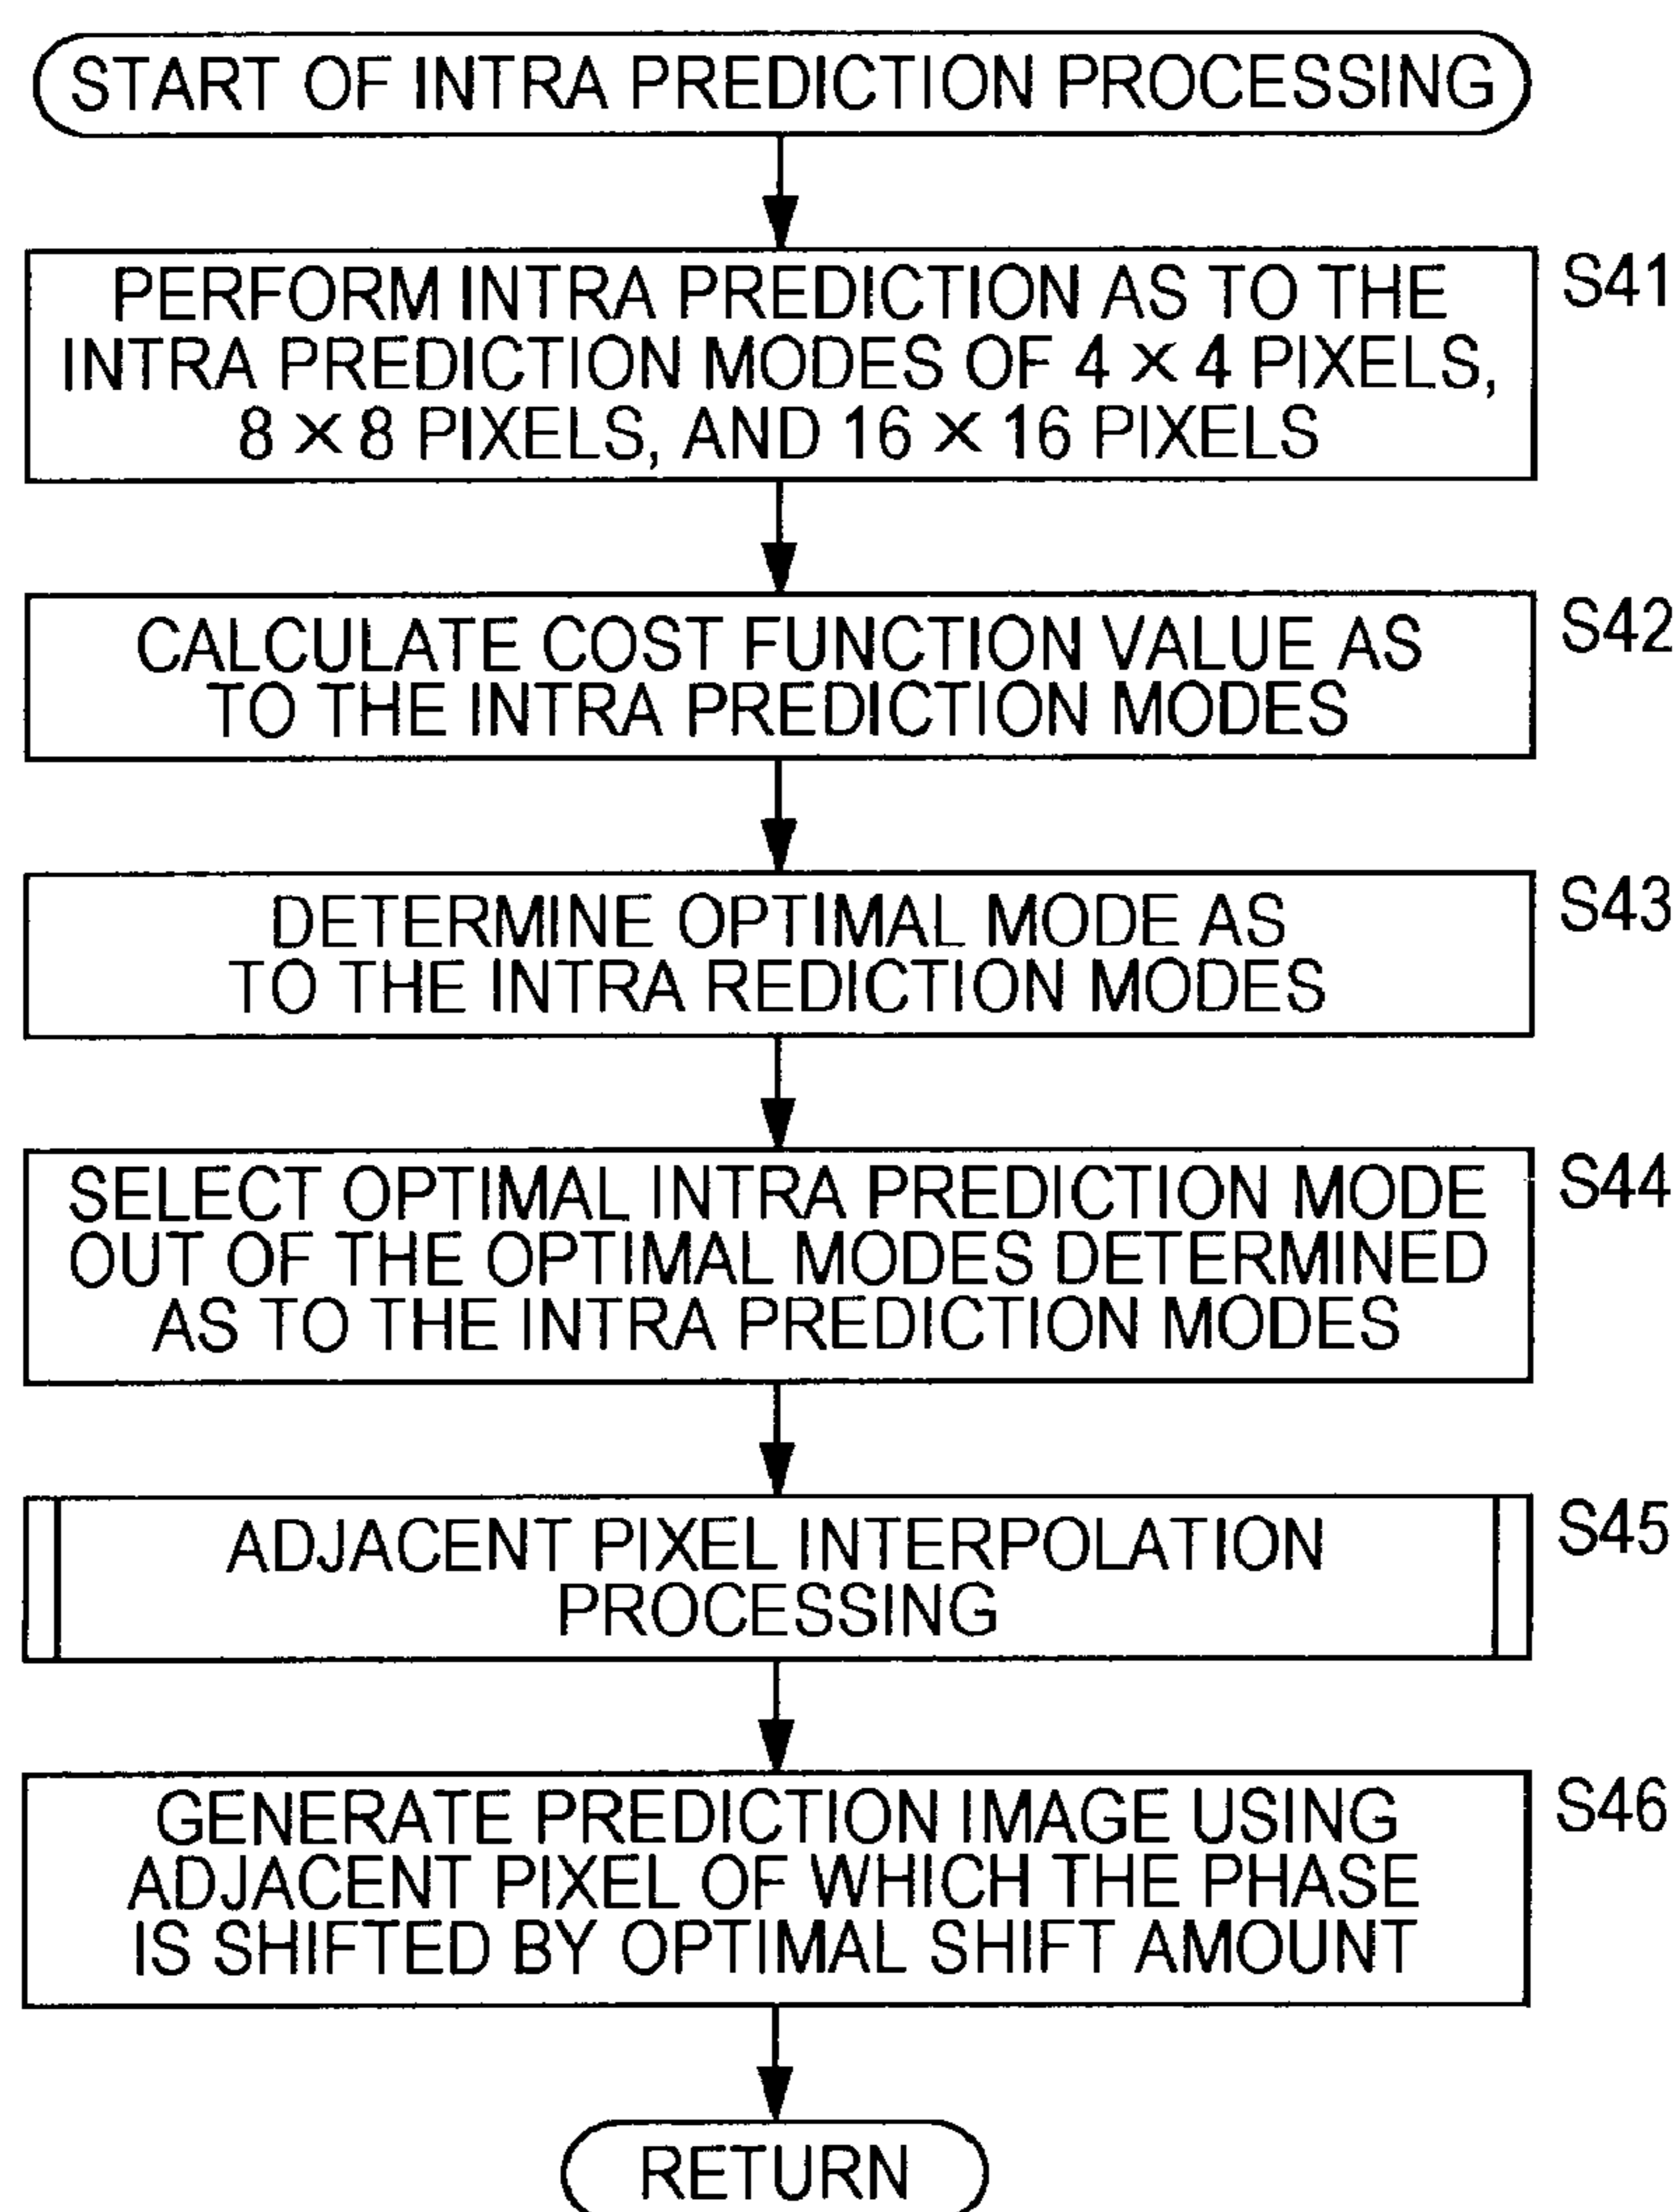 START OF INTRA PREDICTION PROCESSING
PERFORM INTRA PREDICTION AS TO THE
INTRA PREDICTION MODES OF 4 × 4 PIXELS,
8 × 8 PIXELS, AND 16 × 16 PIXELS
S41
CALCULATE COST FUNCTION VALUE AS
TO THE INTRA PREDICTION MODES
S42
DETERMINE OPTIMAL MODE AS
TO THE INTRA REDICTION MODES
S43
SELECT OPTIMAL INTRA PREDICTION MODE
OUT OF THE OPTIMAL MODES DETERMINED
AS TO THE INTRA PREDICTION MODES
S44
ADJACENT PIXEL INTERPOLATION
PROCESSING
S45
GENERATE PREDICTION IMAGE USING
ADJACENT PIXEL OF WHICH THE PHASE
IS SHIFTED BY OPTIMAL SHIFT AMOUNT
S46
RETURN